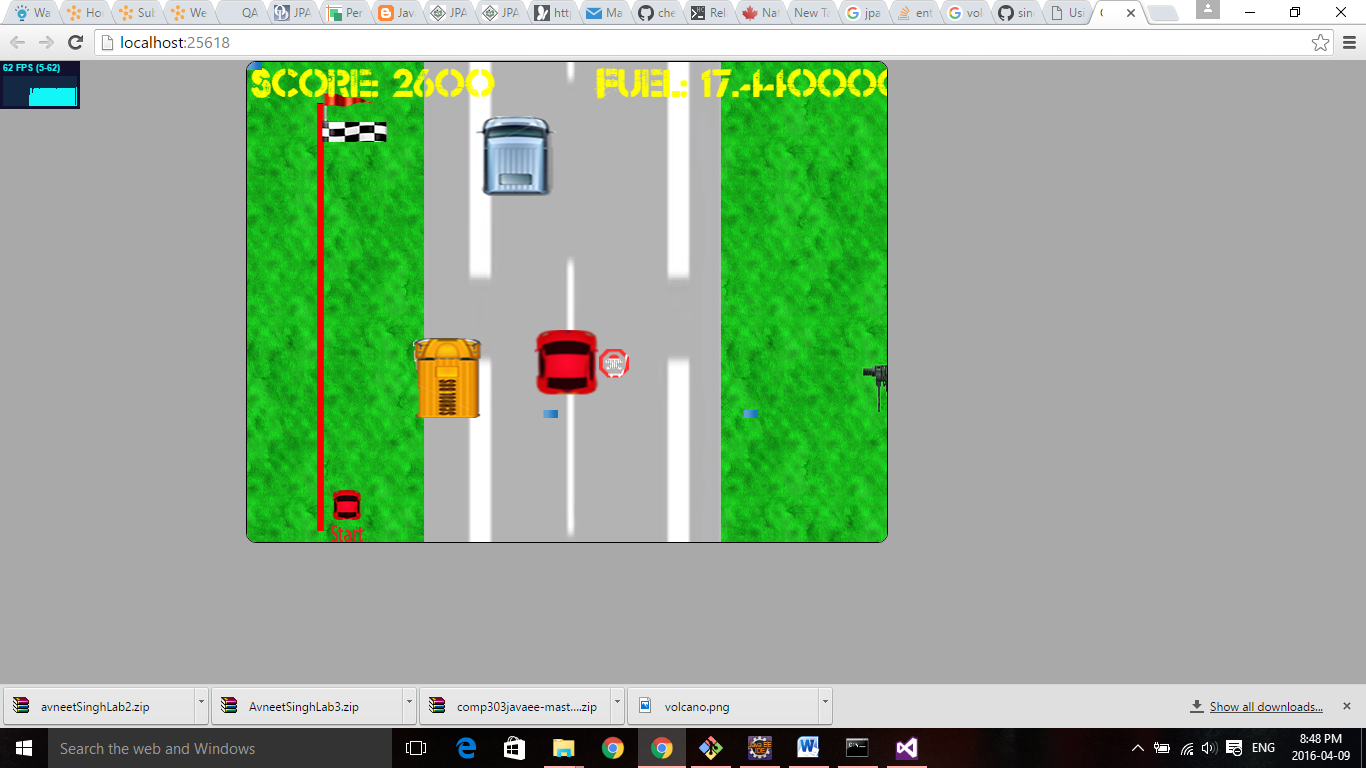 Wa Ho Sul We QA JPA Per Jav JPA JPA http Ma che Rel Nat New Ta jpa ent vol sin Usi
localhost:25618
62 FPS (5-62)
SCORE: 2600 FUEL: 17.440000
Start
avneetSinghLab2.zip AvneetSinghLab3.zip comp303javaee-mast....zip volcano.png Show all downloads...
Search the web and Windows ENG 8:48 PM
2016-04-09